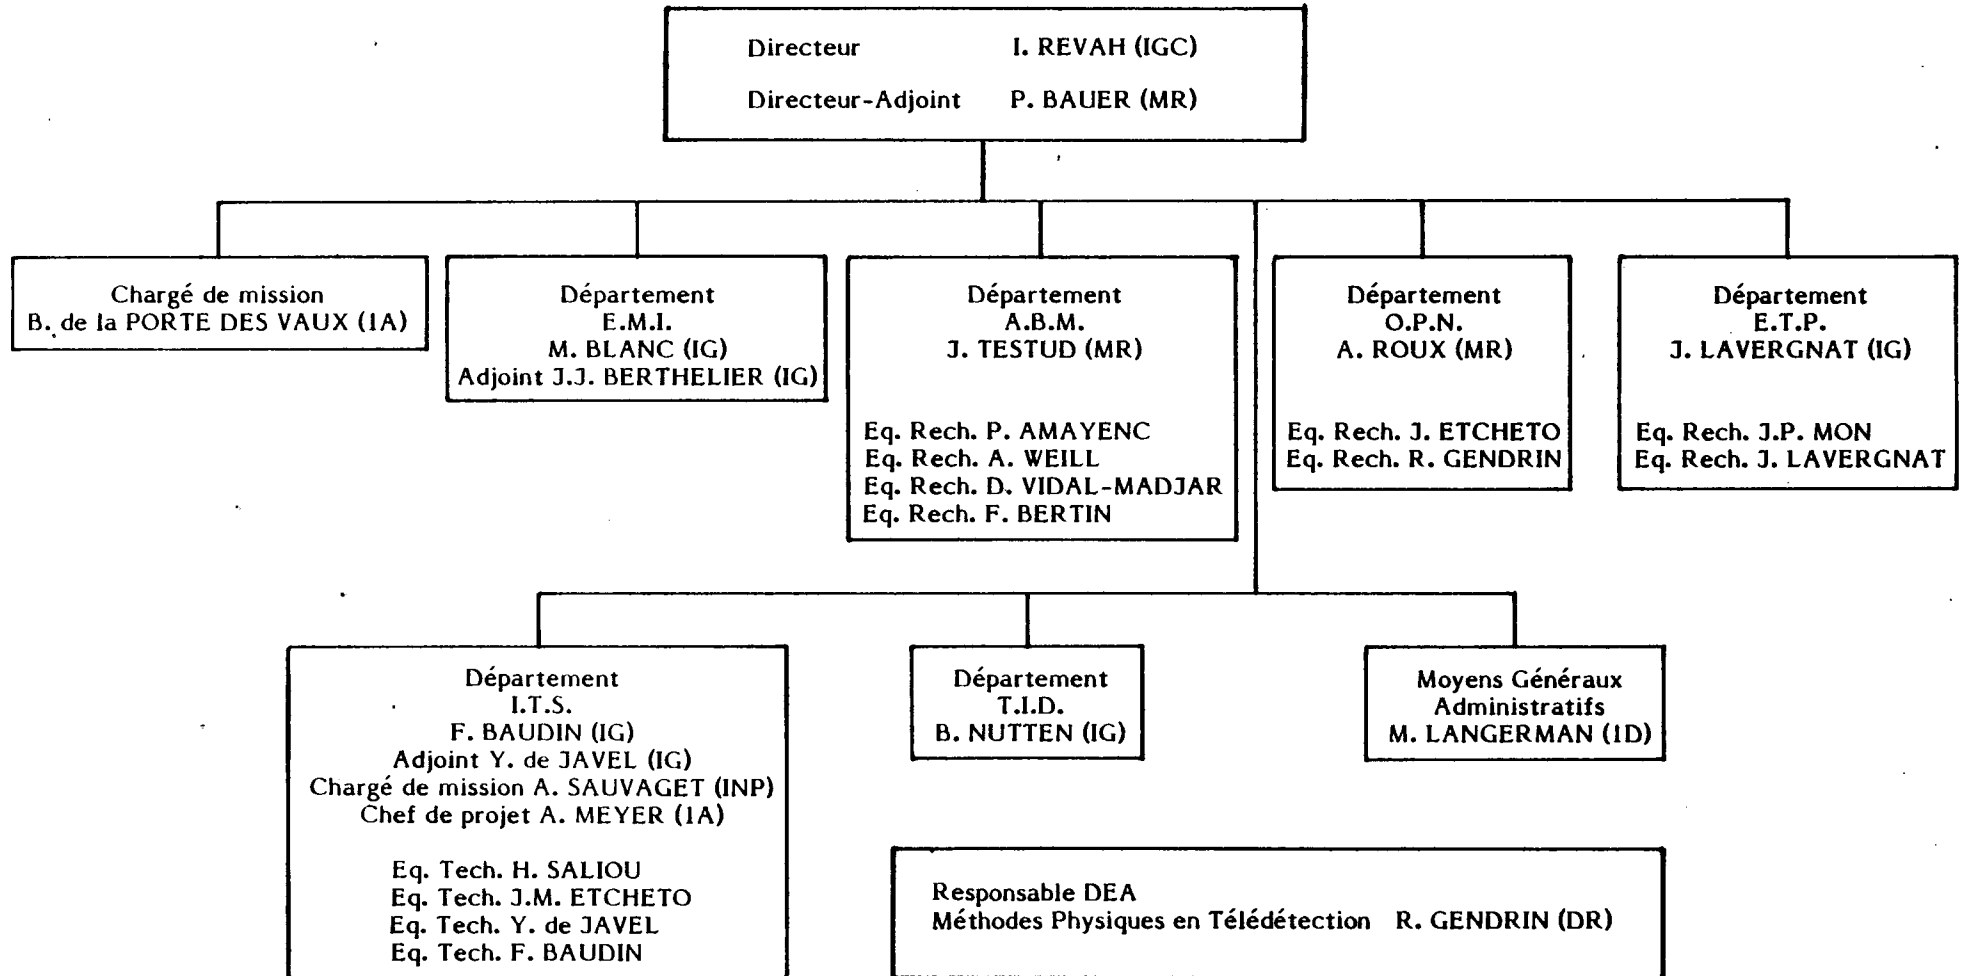 Directeur I. REVAH (IGC)
Directeur-Adjoint P. BAUER (MR)
Chargé de mission
B. de la PORTE DES VAUX (1A)
Département
E.M.I.
M. BLANC (IG)
Adjoint J.J. BERTHELIER (IG)
Département
A.B.M.
J. TESTUD (MR)
Eq. Rech. P. AMAYENC
Eq. Rech. A. WEILL
Eq. Rech. D. VIDAL-MADJAR
Eq. Rech. F. BERTIN
Département
O.P.N.
A. ROUX (MR)
Eq. Rech. J. ETCHETO
Eq. Rech. R. GENDRIN
Département
E.T.P.
J. LAVERGNAT (IG)
Eq. Rech. J.P. MON
Eq. Rech. J. LAVERGNAT
Département
I.T.S.
F. BAUDIN (IG)
Adjoint Y. de JAVEL (IG)
Chargé de mission A. SAUVAGET (INP)
Chef de projet A. MEYER (1A)
Eq. Tech. H. SALIOU
Eq. Tech. J.M. ETCHETO
Eq. Tech. Y. de JAVEL
Eq. Tech. F. BAUDIN
Département
T.I.D.
B. NUTTEN (IG)
Moyens Généraux
Administratifs
M. LANGERMAN (1D)
Responsable DEA
Méthodes Physiques en Télédétection R. GENDRIN (DR)